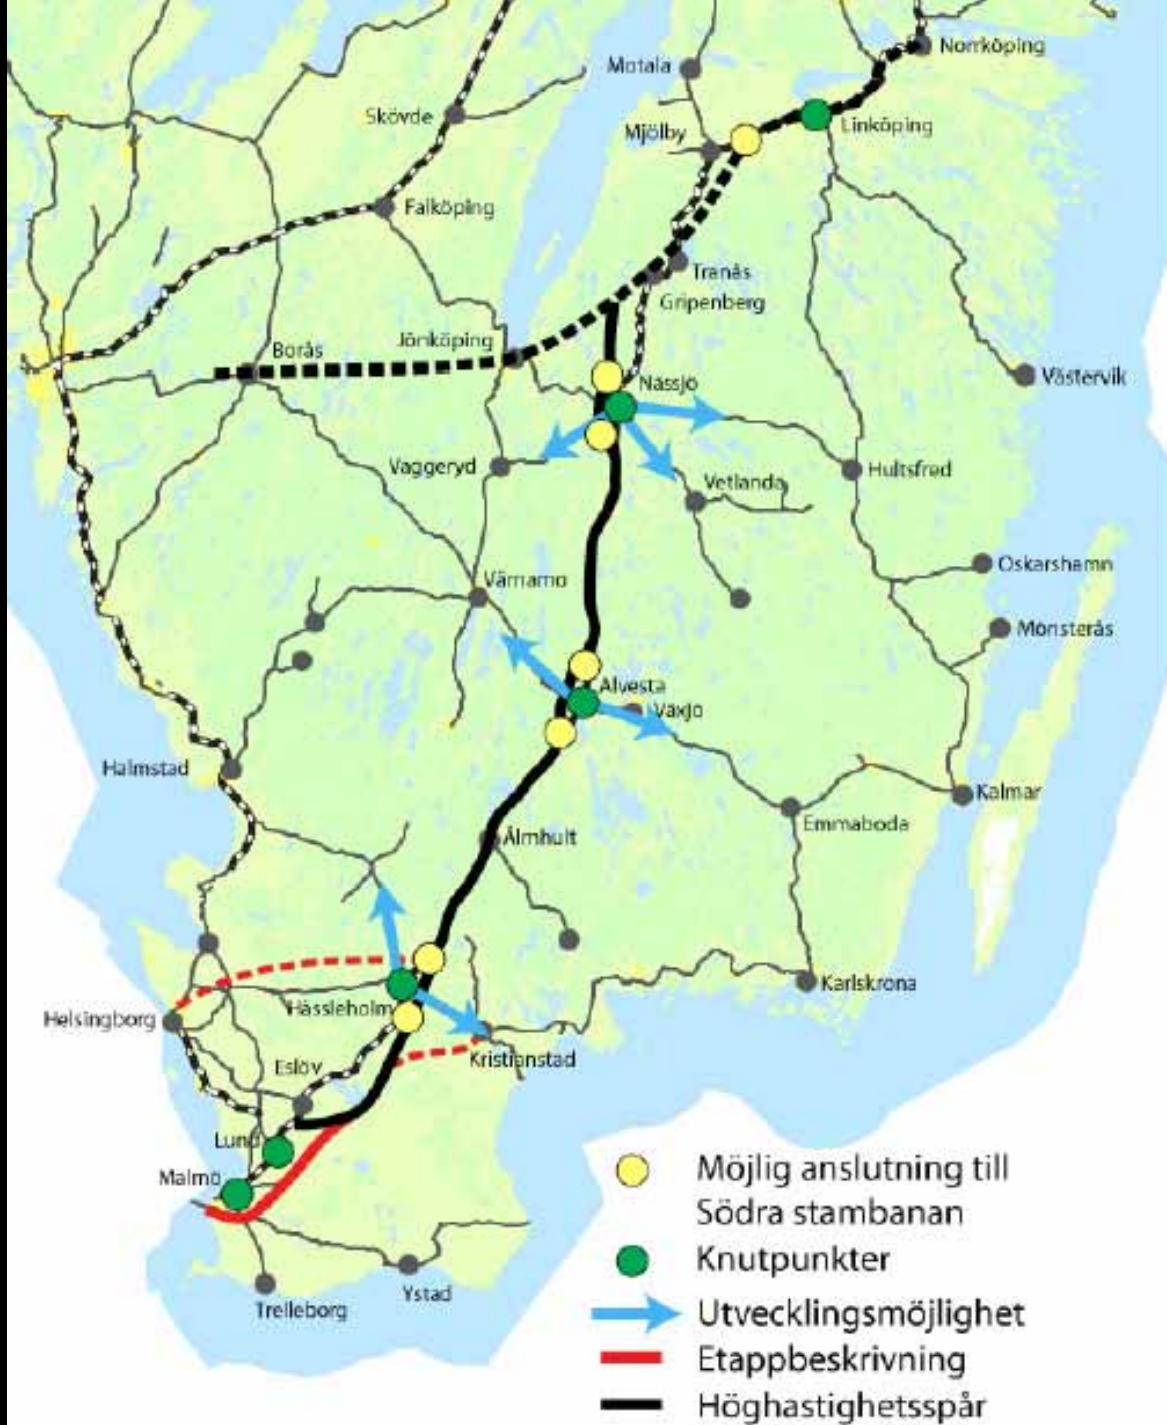 Norrköping
Motala
Skövde
Linköping
Mjölby
Falköping
Tranås
Gripenberg
Jönköping
Borås
Nässjö
Västervik
Vaggeryd
Hultsfred
Vetlanda
Oskarshamn
Värnamo
Mönsterås
Alvesta
Växjö
Halmstad
Kalmar
Emmaboda
Älmhult
Karlskrona
Hässleholm
Helsingborg
Kristianstad
Eslöv
Lund
Malmö
Ystad
Trelleborg
Möjlig anslutning till
Södra stambanan
Knutpunkter
Utvecklingsmöjlighet
Etappbeskrivning
Höghastighetsspår